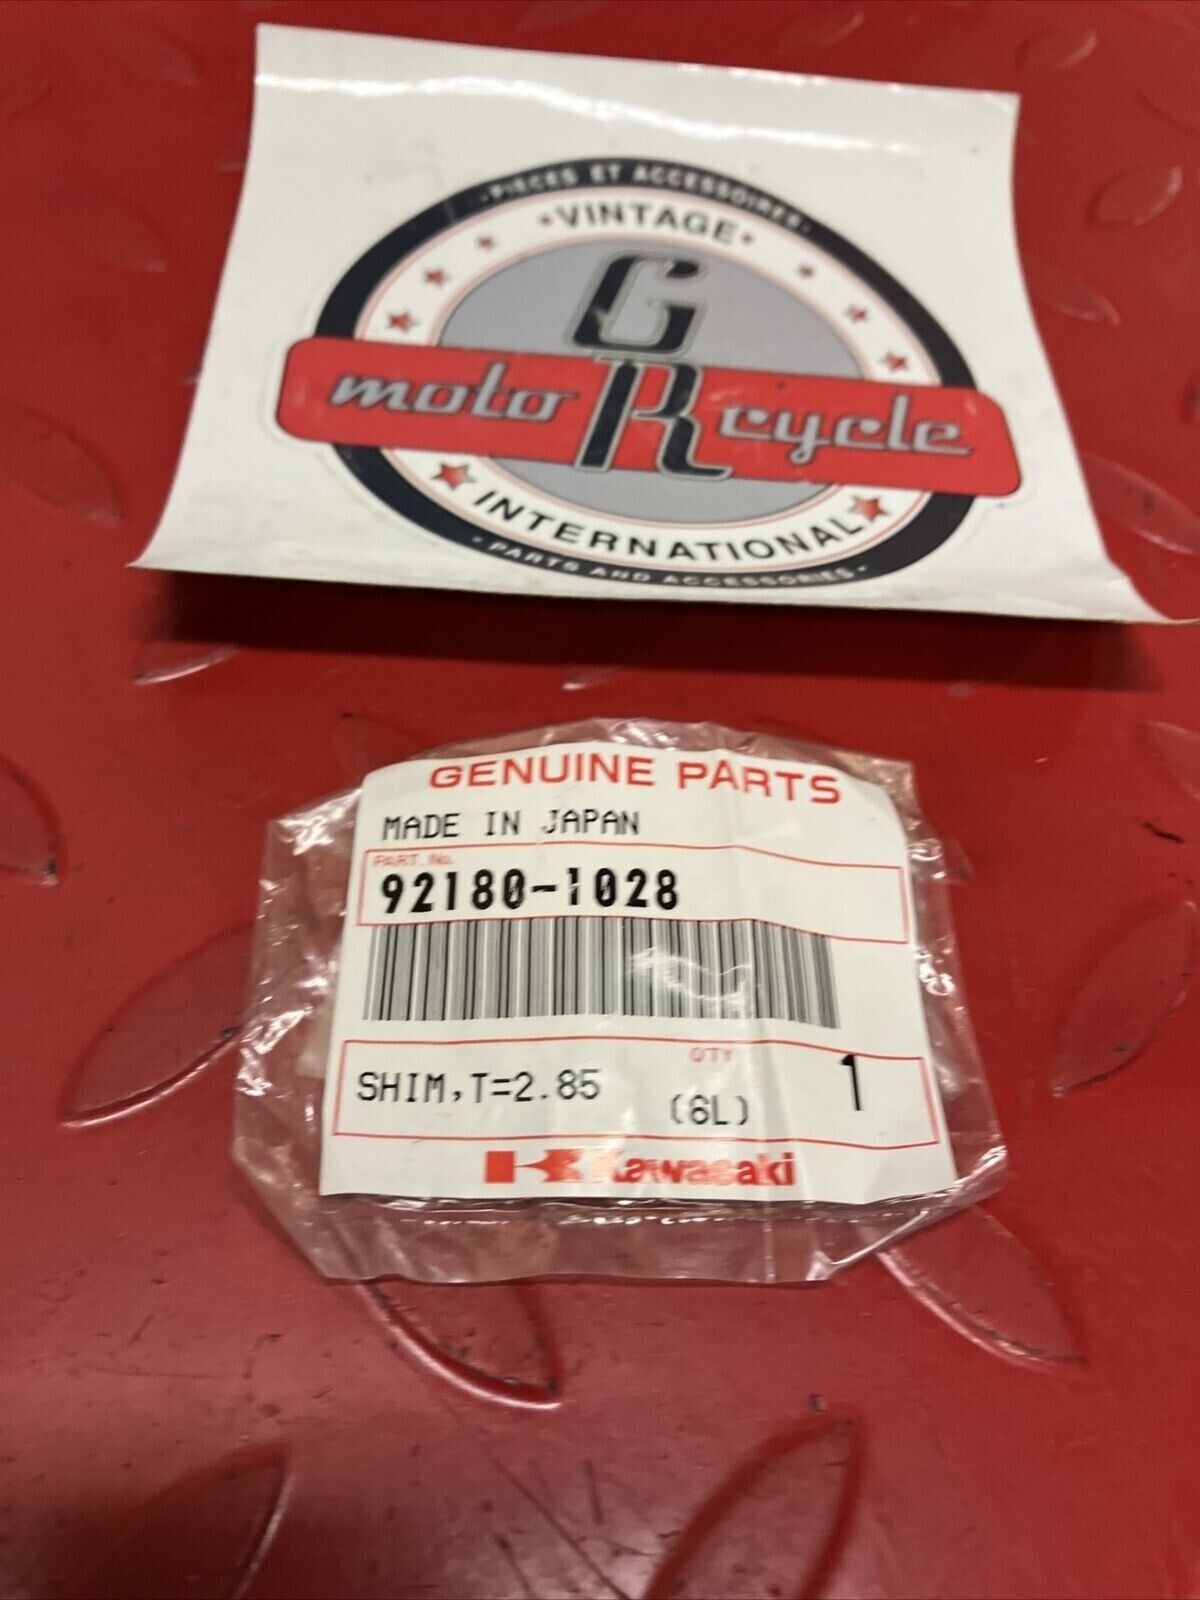 ·PIECES ET ACCESSOIRES·
·VINTAGE·
G
moto R cycle
INTERNATIONAL
·PARTS AND ACCESSORIES·
GENUINE PARTS
MADE IN JAPAN
PART. No.
92180-1028
QTY
SHIM,T=2.85 (6L) 1
Kawasaki